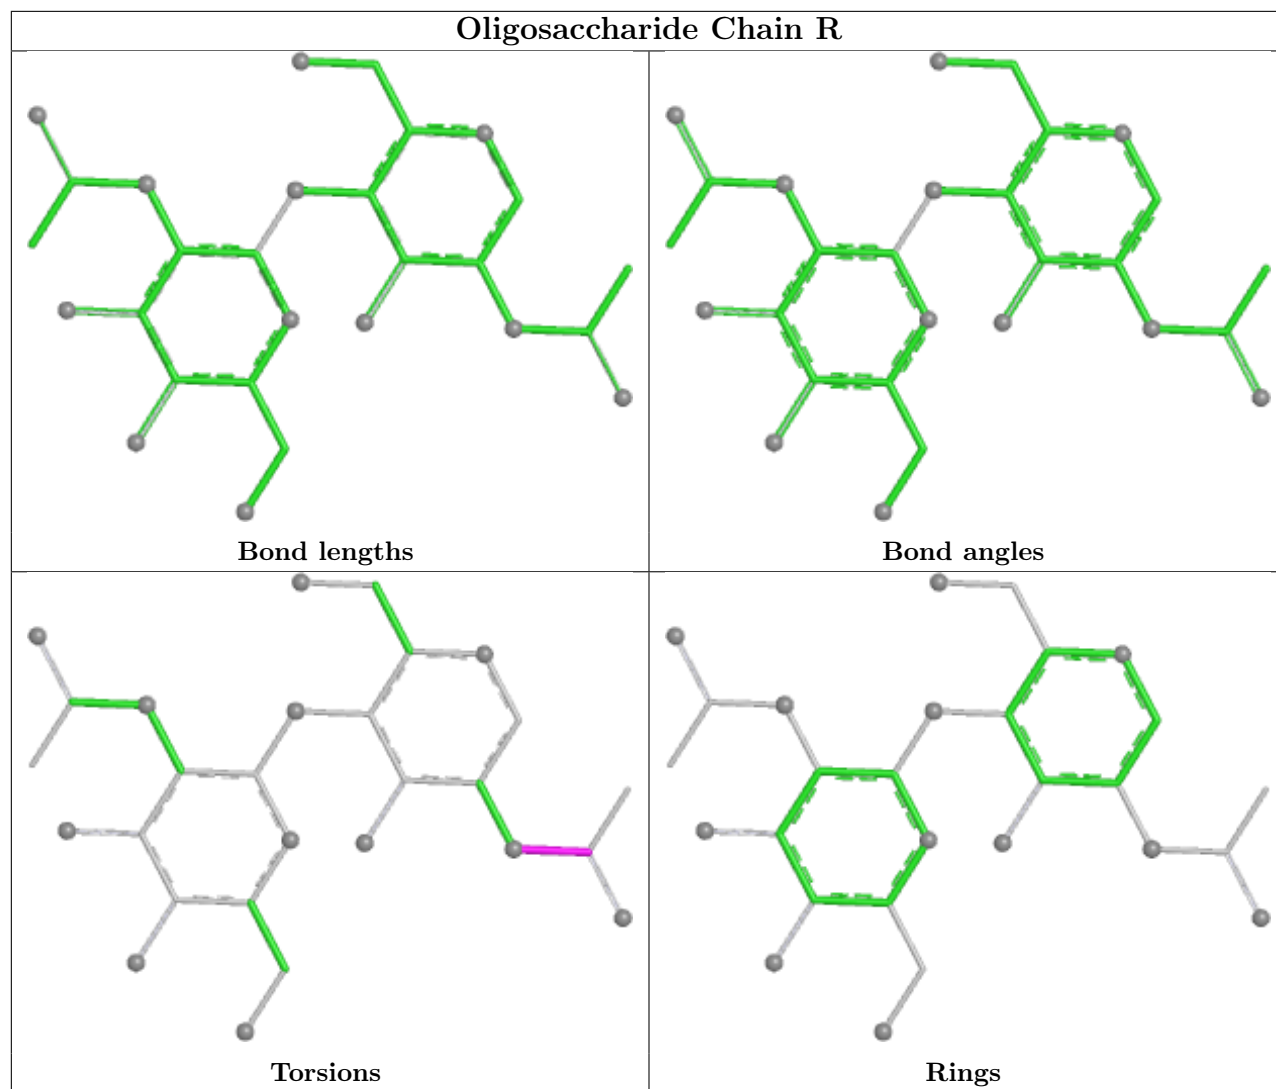 Oligosaccharide Chain R
Bond lengths
Bond angles
Torsions
Rings